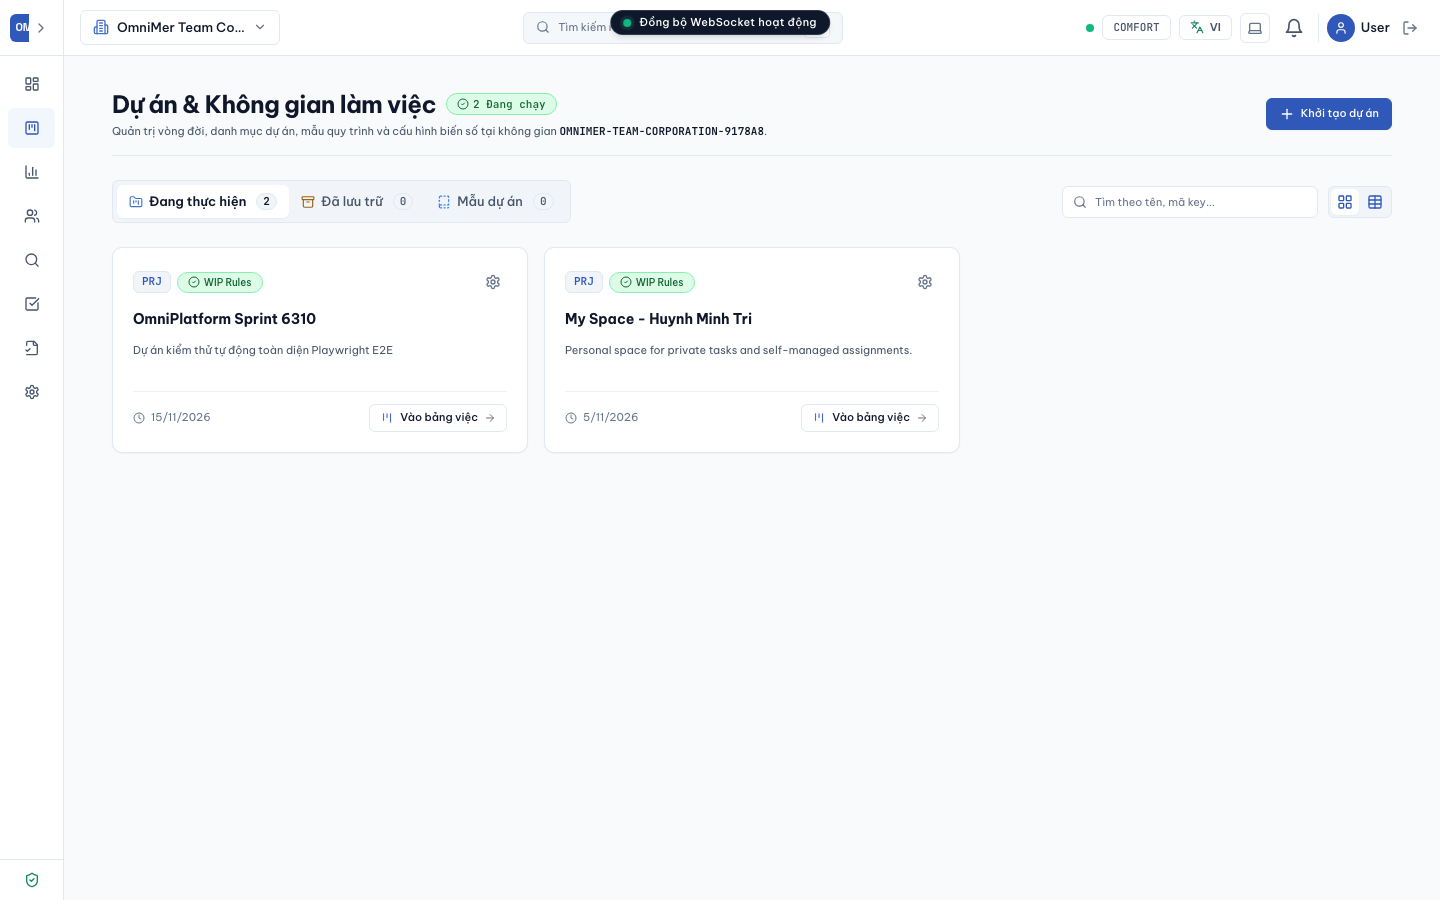 OmniMer Team Co...
Tìm kiếm
Đồng bộ WebSocket hoạt động
COMFORT
VI
User
Dự án & Không gian làm việc
2 Đang chạy
Quản trị vòng đời, danh mục dự án, mẫu quy trình và cấu hình biến số tại không gian OMNIMER-TEAM-CORPORATION-9178A8.
Khởi tạo dự án
Đang thực hiện 2
Đã lưu trữ 0
Mẫu dự án 0
Tìm theo tên, mã key...
PRJ
WIP Rules
OmniPlatform Sprint 6310
Dự án kiểm thử tự động toàn diện Playwright E2E
15/11/2026
Vào bảng việc
PRJ
WIP Rules
My Space - Huynh Minh Tri
Personal space for private tasks and self-managed assignments.
5/11/2026
Vào bảng việc